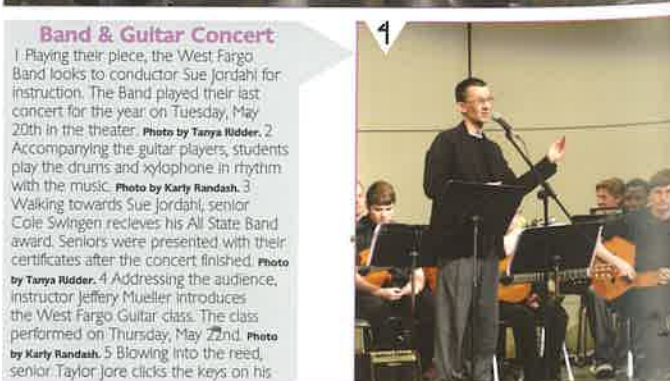 Band & Guitar Concert
1 Playing their piece, the West Fargo
Band looks to conductor Sue Jordahl for
instruction. The Band played their last
concert for the year on Tuesday, May
20th in the theater. Photo by Tanya Ridder. 2
Accompanying the guitar players, students
play the drums and xylophone in rhythm
with the music. Photo by Karly Randash. 3
Walking towards Sue Jordahl, senior
Cole Swingen recieves his All State Band
award. Seniors were presented with their
certificates after the concert finished. Photo
by Tanya Ridder. 4 Addressing the audience,
instructor Jeffery Mueller introduces
the West Fargo Guitar class. The class
performed on Thursday, May 22nd. Photo
by Karly Randash. 5 Blowing into the reed,
senior Taylor Jore clicks the keys on his
4